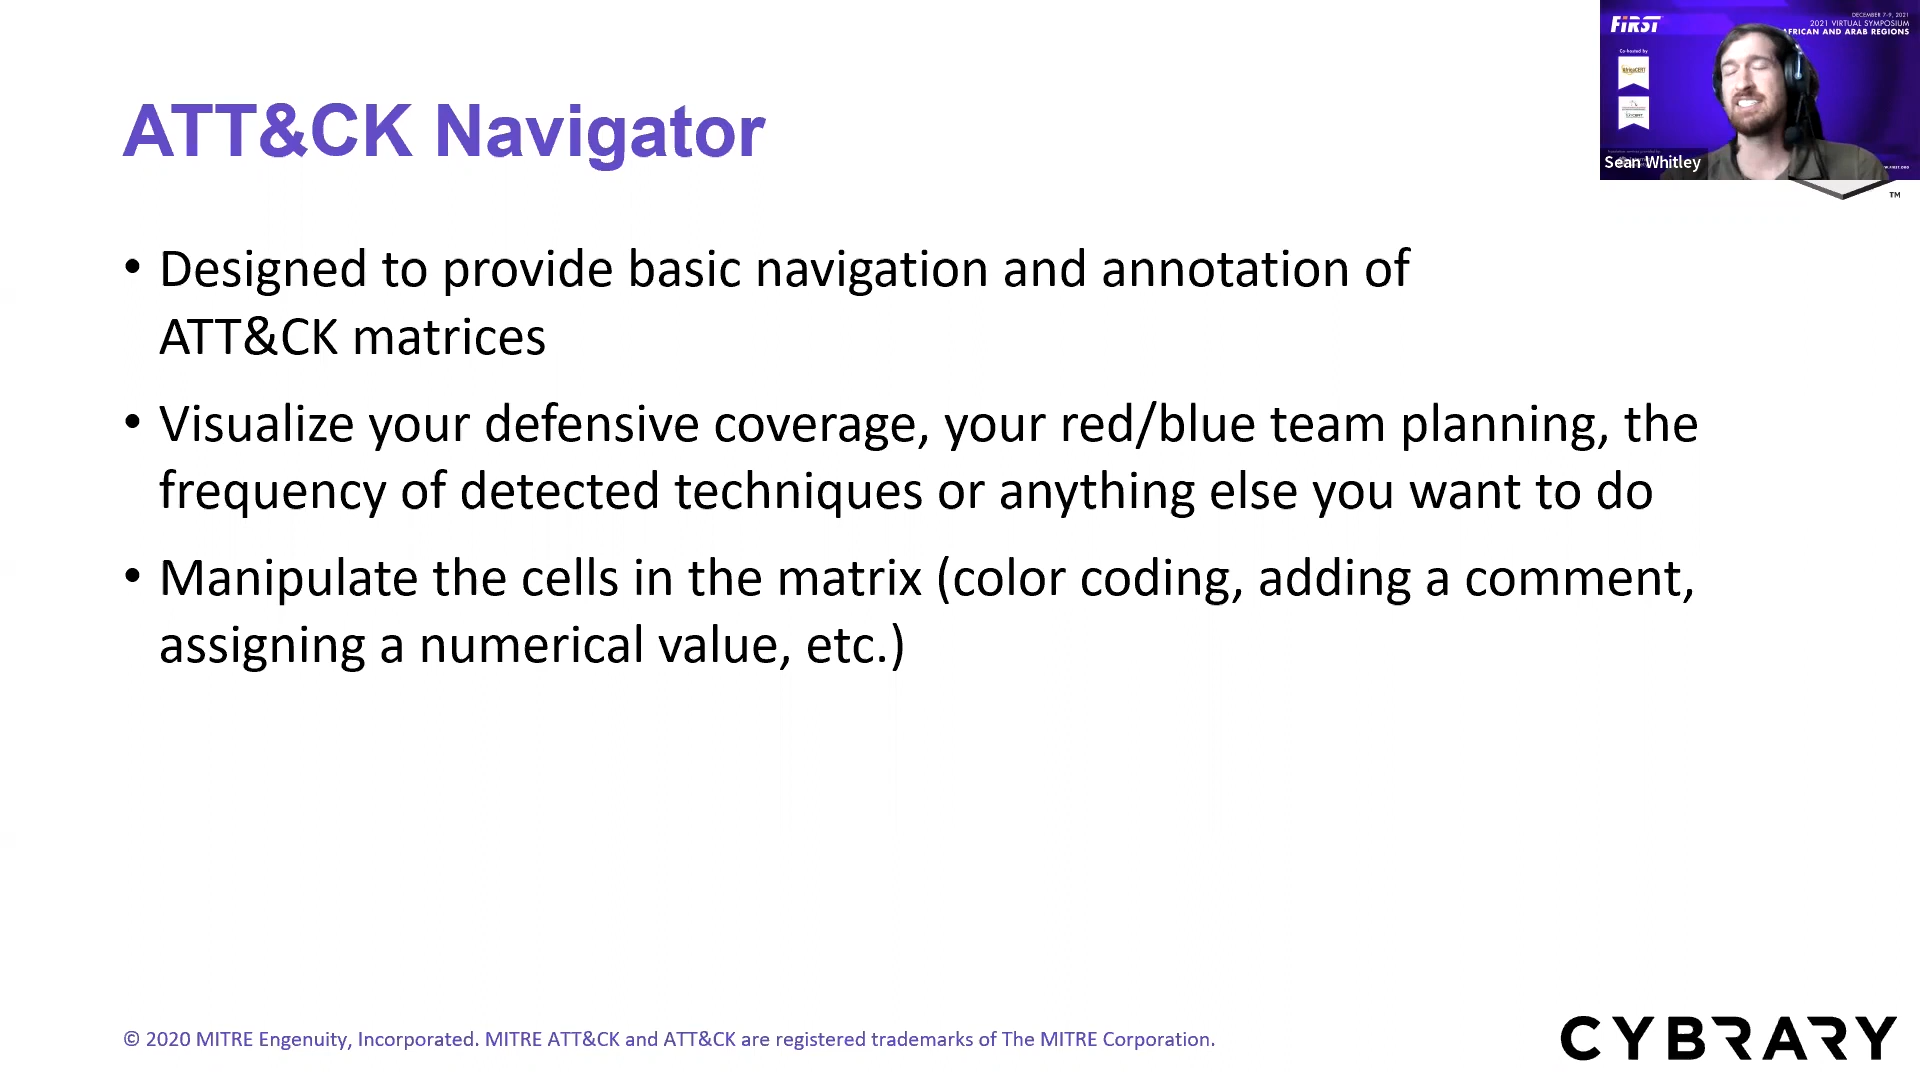 ATT&CK Navigator
• Designed to provide basic navigation and annotation of
ATT&CK matrices
• Visualize your defensive coverage, your red/blue team planning, the
frequency of detected techniques or anything else you want to do
• Manipulate the cells in the matrix (color coding, adding a comment,
assigning a numerical value, etc.)
© 2020 MITRE Engenuity, Incorporated. MITRE ATT&CK and ATT&CK are registered trademarks of The MITRE Corporation.
CYBRARY
FIRST
DECEMBER 7-9, 2021
2021 VIRTUAL SYMPOSIUM
AFRICAN AND ARAB REGIONS
Co-hosted by
Sean Whitley
TM